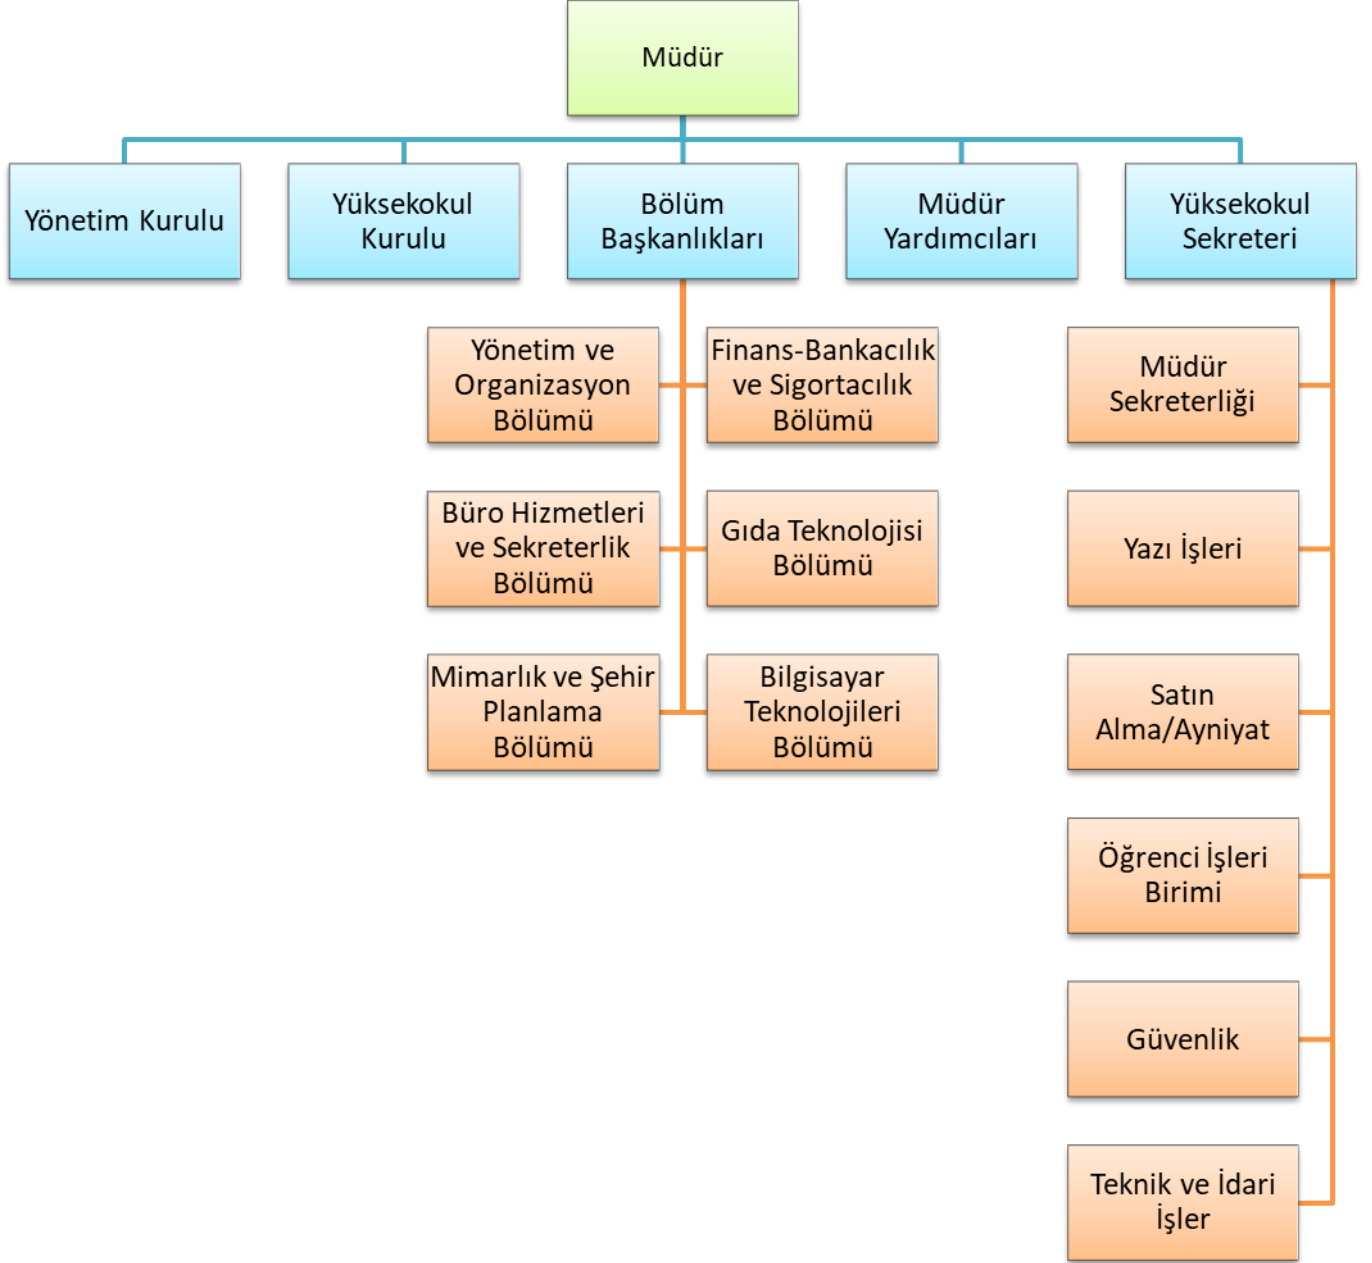 Müdür
Yönetim Kurulu
Yüksekokul
Kurulu
Bölüm
Başkanlıkları
Müdür
Yardımcıları
Yüksekokul
Sekreteri
Yönetim ve
Organizasyon
Bölümü
Finans-Bankacılık
ve Sigortacılık
Bölümü
Büro Hizmetleri
ve Sekreterlik
Bölümü
Gıda Teknolojisi
Bölümü
Mimarlık ve Şehir
Planlama
Bölümü
Bilgisayar
Teknolojileri
Bölümü
Müdür
Sekreterliği
Yazı İşleri
Satın
Alma/Ayniyat
Öğrenci İşleri
Birimi
Güvenlik
Teknik ve İdari
İşler